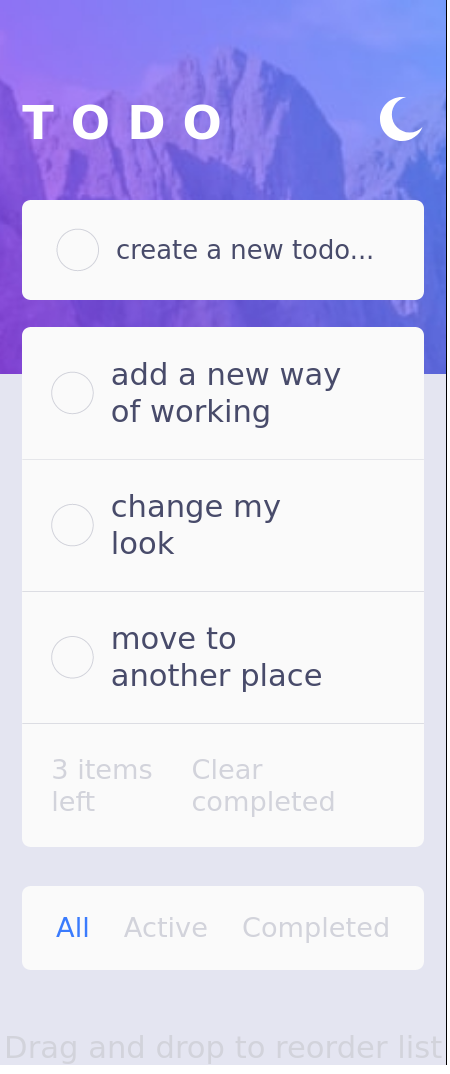 TODO
create a new todo...
add a new way
of working
change my
look
move to
another place
3 items
left
Clear
completed
All Active Completed
Drag and drop to reorder list